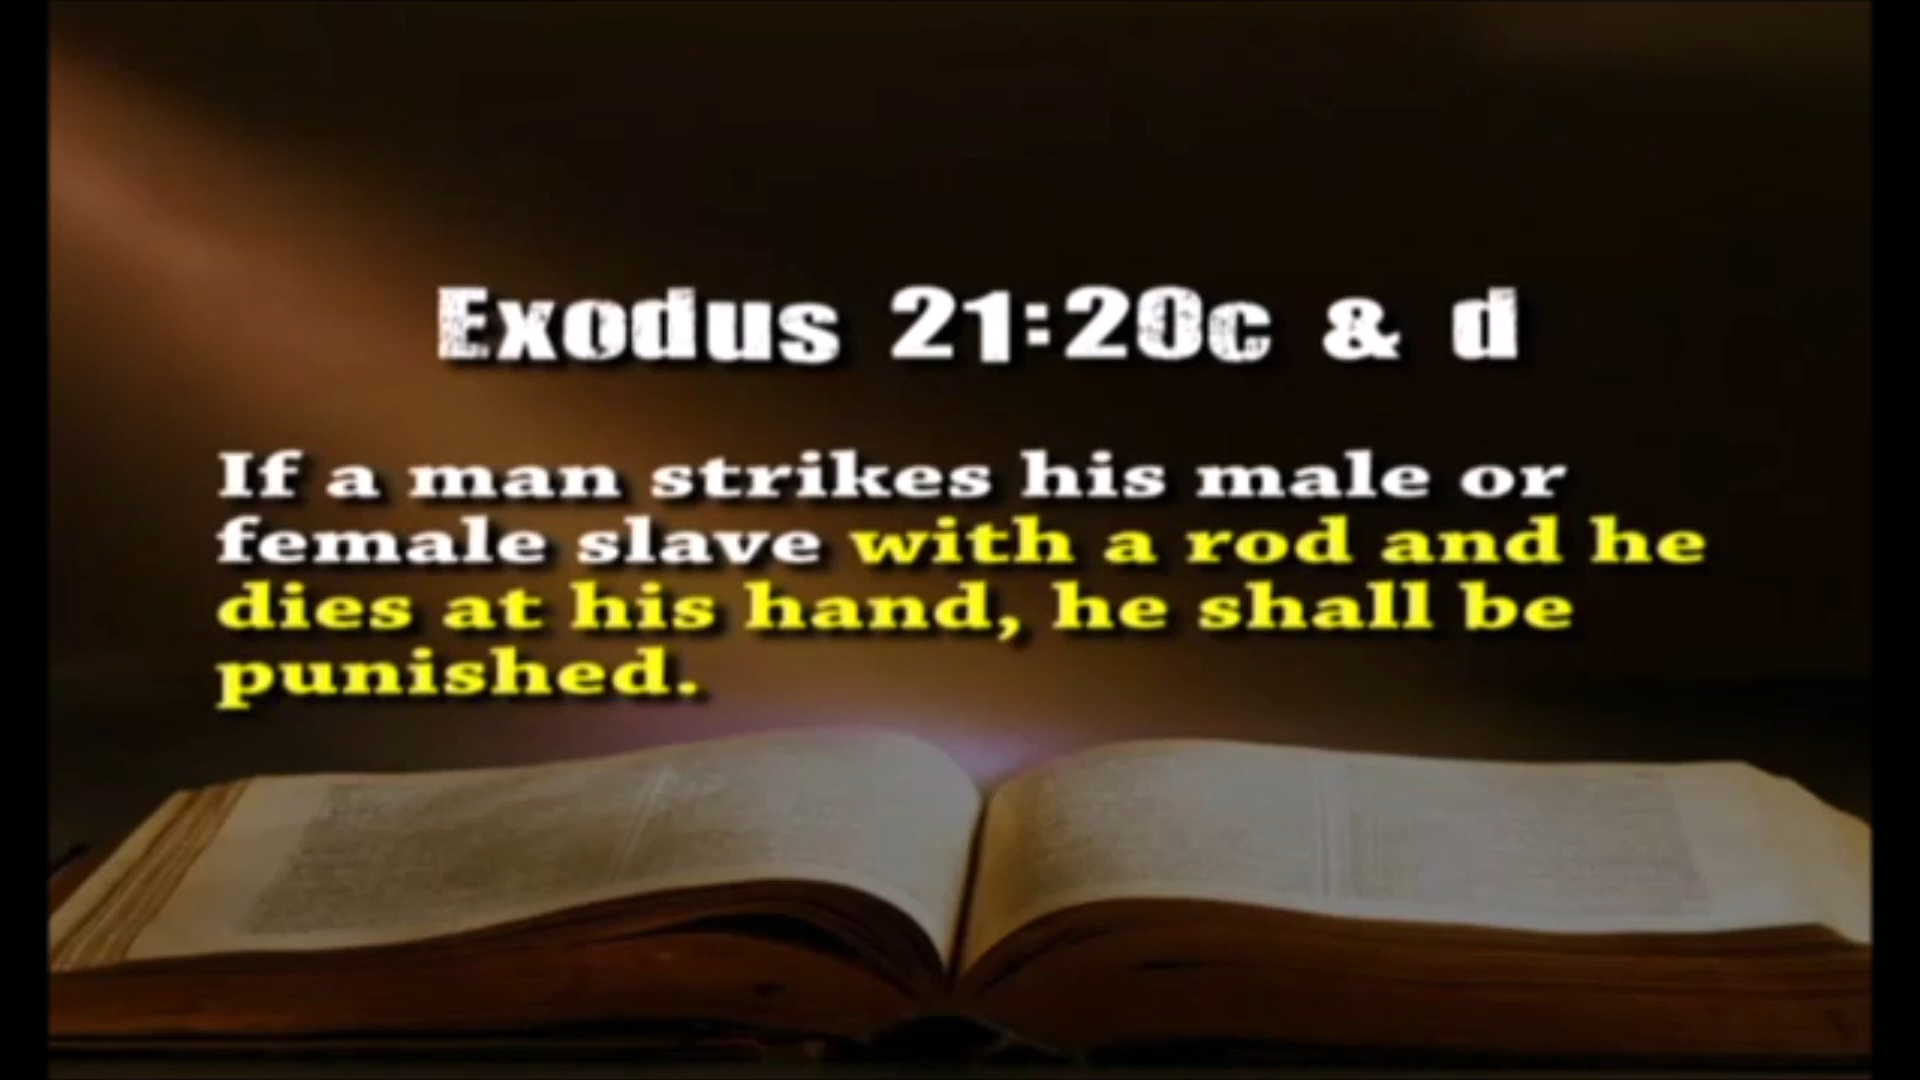 Exodus 21:20c & d
If a man strikes his male or
female slave with a rod and he
dies at his hand, he shall be
punished.